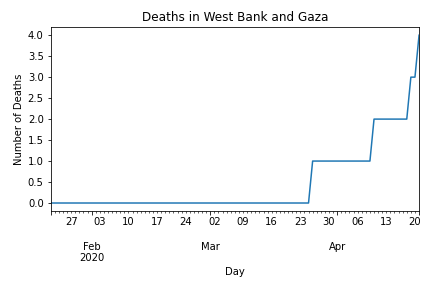 Deaths in West Bank and Gaza
4.0
3.5
3.0
2.5
2.0
1.5
1.0
0.5
0.0
Number of Deaths
27 03 10 17 24 02 09 16 23 30 06 13 20
Feb Mar Apr
2020
Day